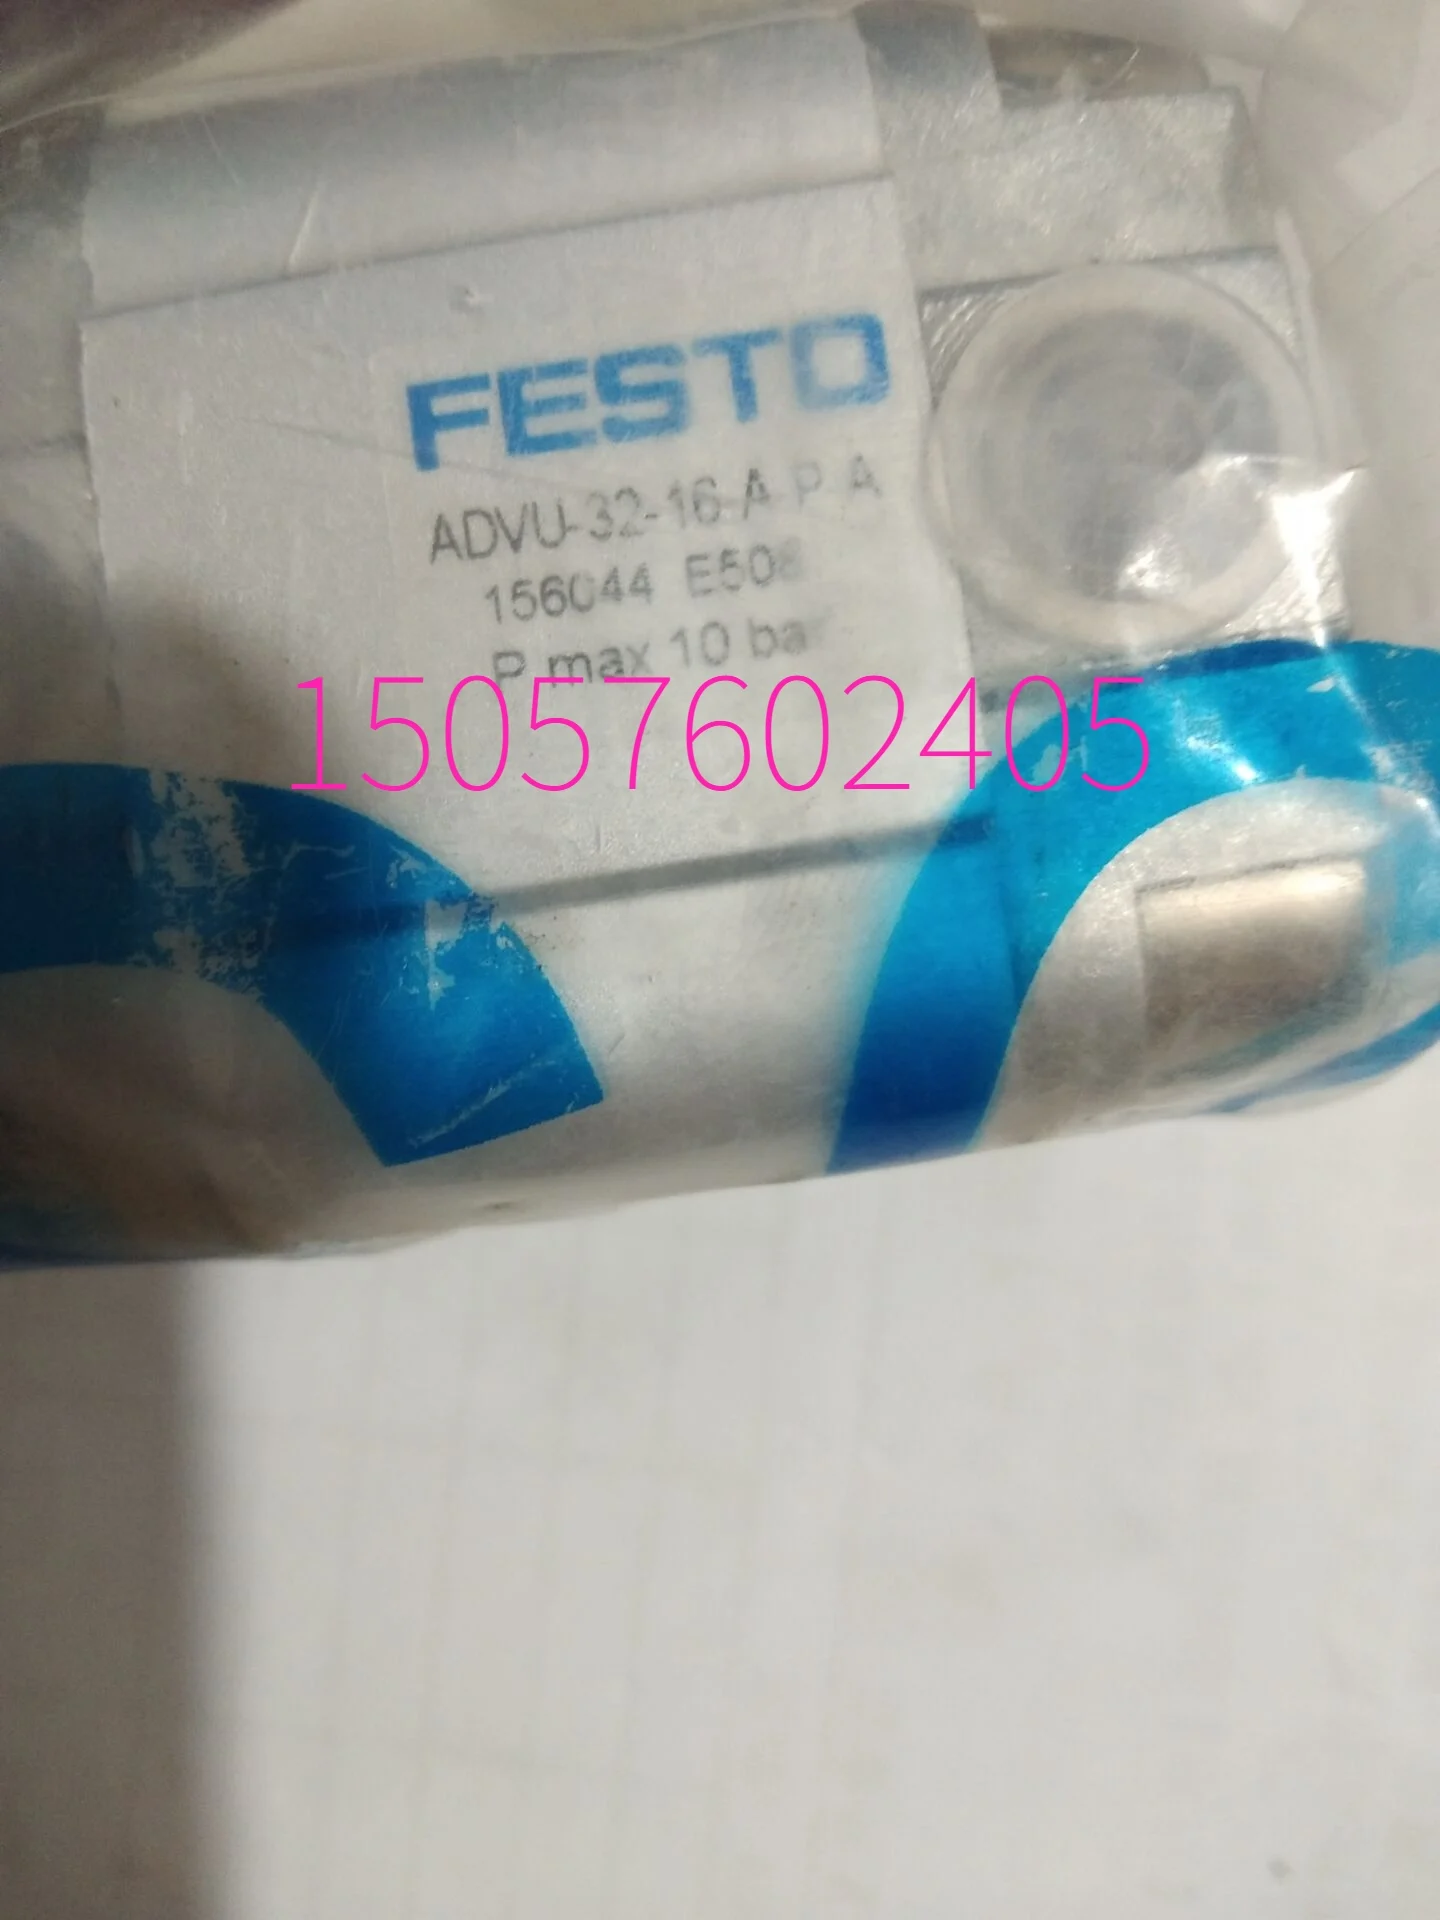 FESTO
ADVU-32-16-A-P-A
156044 E508
P max 10 bar
15057602405